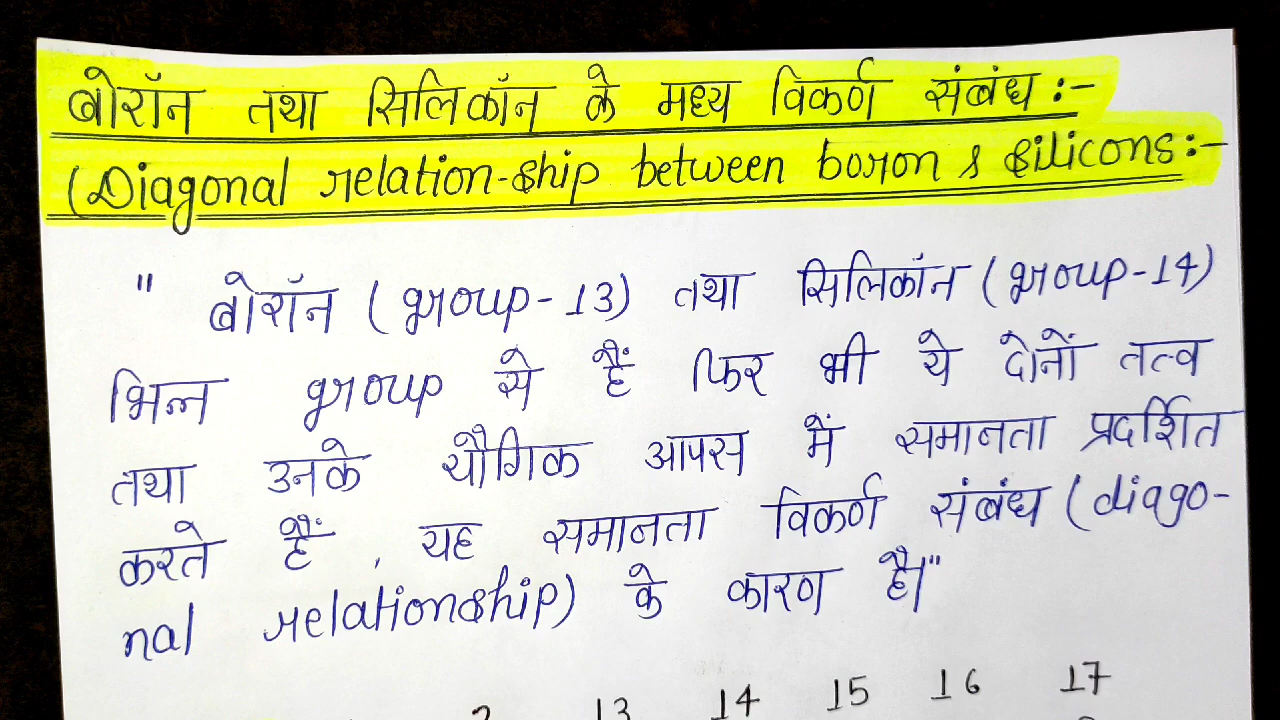 बोरॉन तथा सिलिकॉन के मध्य विकर्ण संबंध :-
(Diagonal relation-ship between boron & silicons :-
" बोरॉन ( group - 13) तथा सिलिकॉन ( group - 14)
भिन्न group से हैं फिर भी ये दोनों तत्व
तथा उनके यौगिक आपस में समानता प्रदर्शित
करते हैं , यह समानता विकर्ण संबंध ( diago-
nal relationship) के कारण है।"
2 13 14 15 16 17